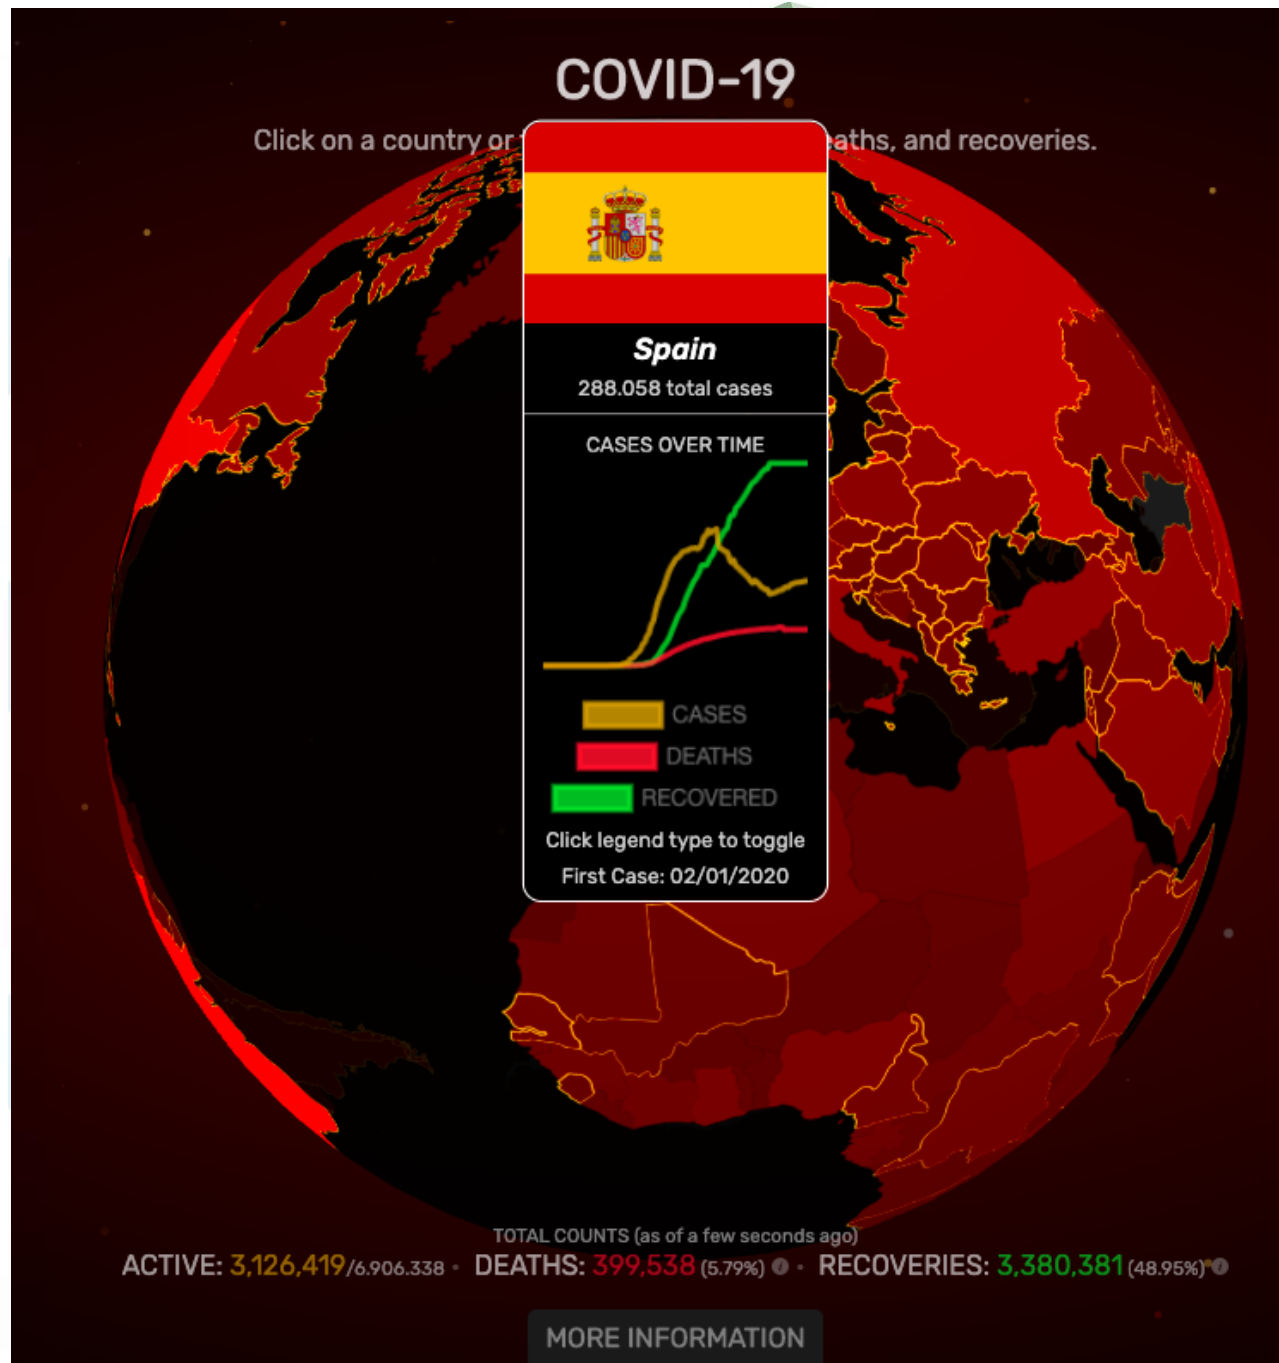 COVID-19
Click on a country or
eaths, and recoveries.
Spain
288.058 total cases
CASES OVER TIME
CASES
DEATHS
RECOVERED
Click legend type to toggle
First Case: 02/01/2020
TOTAL COUNTS (as of a few seconds ago)
ACTIVE: 3,126,419/6.906.338 • DEATHS: 399,538 (5.79%) i • RECOVERIES: 3,380,381 (48.95%) i
MORE INFORMATION